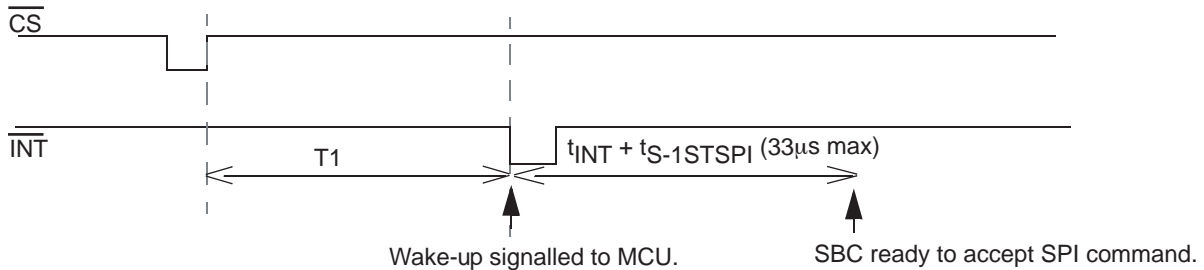 CS
INT
T1
tINT + tS-1STSPI (33μs max)
Wake-up signalled to MCU.
SBC ready to accept SPI command.